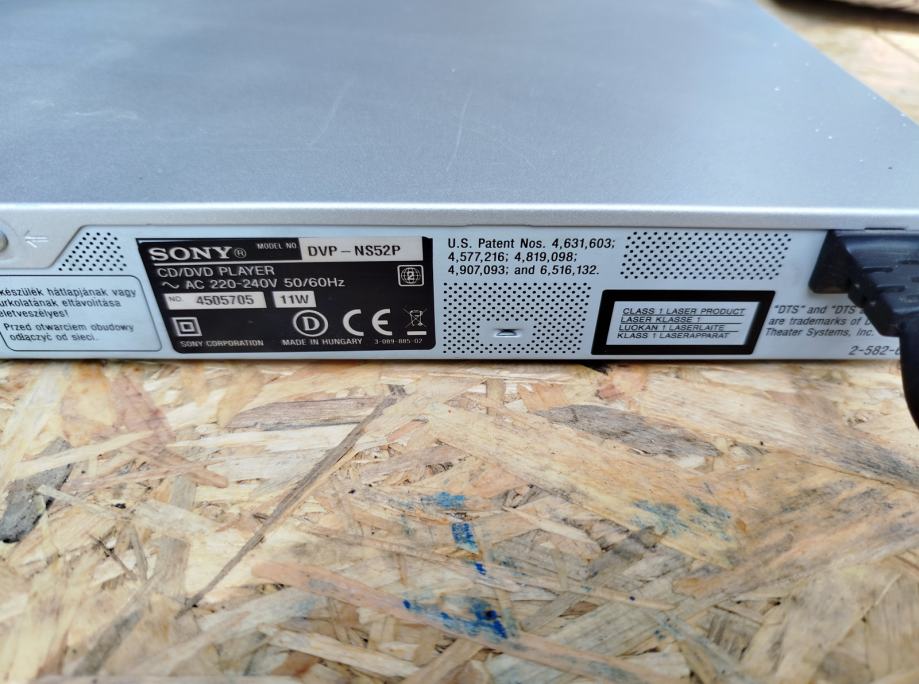 készülék hátlapjának vagy
urkolatának eltávolítása
életveszélyes!
Przed otwarciem obudowy
odłączyć od sieci.
SONY® MODEL NO. DVP-NS52P
CD/DVD PLAYER
~ AC 220-240V 50/60Hz
NO. 4505705 11W
2
D CE
SONY CORPORATION MADE IN HUNGARY 3-089-885-02
U.S. Patent Nos. 4,631,603;
4,577,216; 4,819,098;
4,907,093; and 6,516,132.
CLASS 1 LASER PRODUCT
LASER KLASSE 1
LUOKAN 1 LASERLAITE
KLASS 1 LASERAPPARAT
"DTS" and "DTS
are trademarks of
Theater Systems, Inc.
2-582-